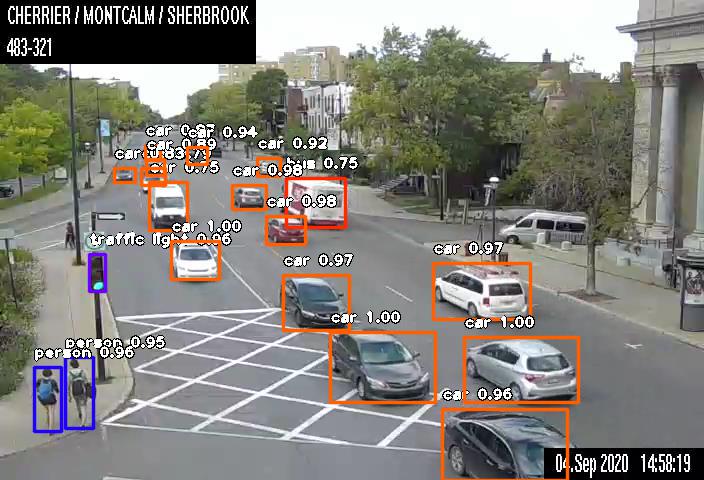 CHERRIER / MONTCALM / SHERBROOK
483-321
car 0.94
car 0.92
bus 0.75
car 0.75
car 0.98
car 0.98
car 1.00
traffic light 0.96
car 0.97
car 0.97
car 1.00
car 1.00
person 0.95
person 0.96
car 0.96
04.Sep 2020 14:58:19